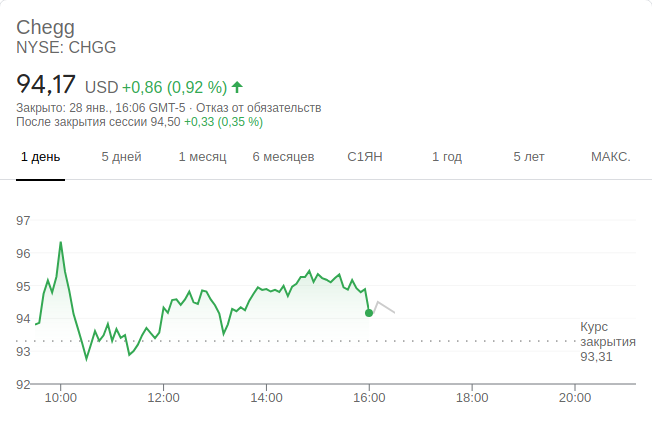 Chegg
NYSE: CHGG
94,17 USD +0,86 (0,92 %)
Закрыто: 28 янв., 16:06 GMT-5 · Отказ от обязательств
После закрытия сессии 94,50 +0,33 (0,35 %)
1 день 5 дней 1 месяц 6 месяцев С1ЯН 1 год 5 лет МАКС.
97
96
95
94
93
92
Курс
закрытия
93,31
10:00 12:00 14:00 16:00 18:00 20:00